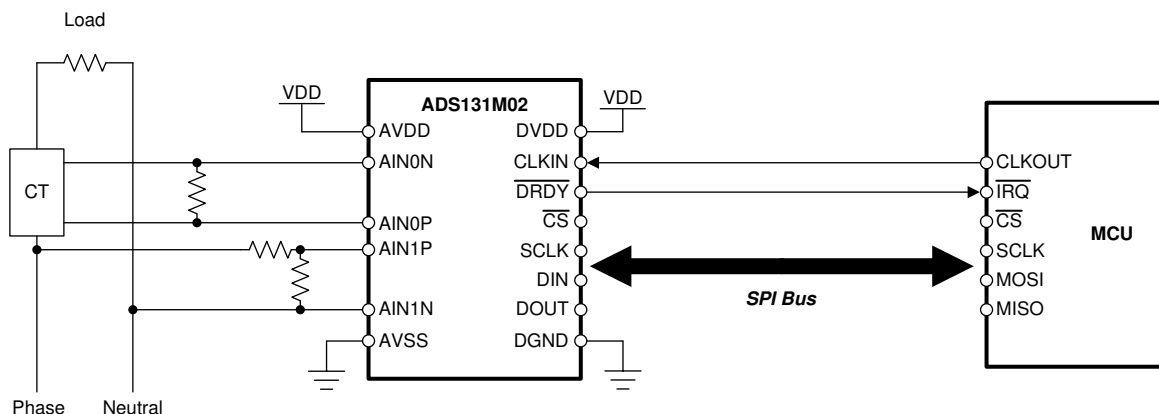 Load
VDD
ADS131M02
VDD
AVDD
DVDD
AIN0N
CLKIN
CLKOUT
CT
DRDY
IRQ
AIN0P
CS
CS
AIN1P
SCLK
SCLK
MCU
DIN
MOSI
SPI Bus
AIN1N
DOUT
MISO
AVSS
DGND
Phase
Neutral